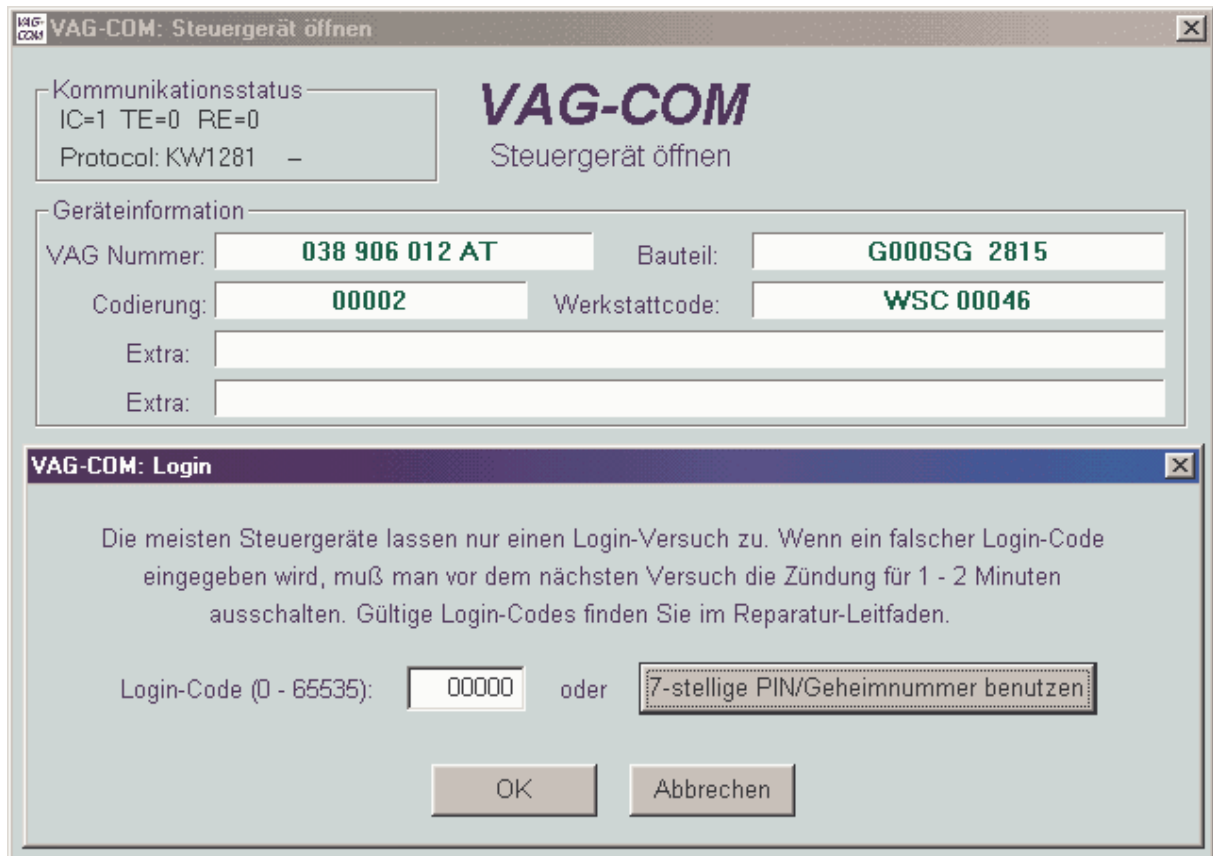 VAG-COM VAG-COM: Steuergerät öffnen
Kommunikationsstatus
IC=1 TE=0 RE=0
Protocol: KW1281 –
VAG-COM
Steuergerät öffnen
Geräteinformation
VAG Nummer: 038 906 012 AT Bauteil: G000SG 2815
Codierung: 00002 Werkstattcode: WSC 00046
Extra:
Extra:
VAG-COM: Login
Die meisten Steuergeräte lassen nur einen Login-Versuch zu. Wenn ein falscher Login-Code
eingegeben wird, muß man vor dem nächsten Versuch die Zündung für 1 - 2 Minuten
ausschalten. Gültige Login-Codes finden Sie im Reparatur-Leitfaden.
Login-Code (0 - 65535): 00000 oder 7-stellige PIN/Geheimnummer benutzen
OK Abbrechen